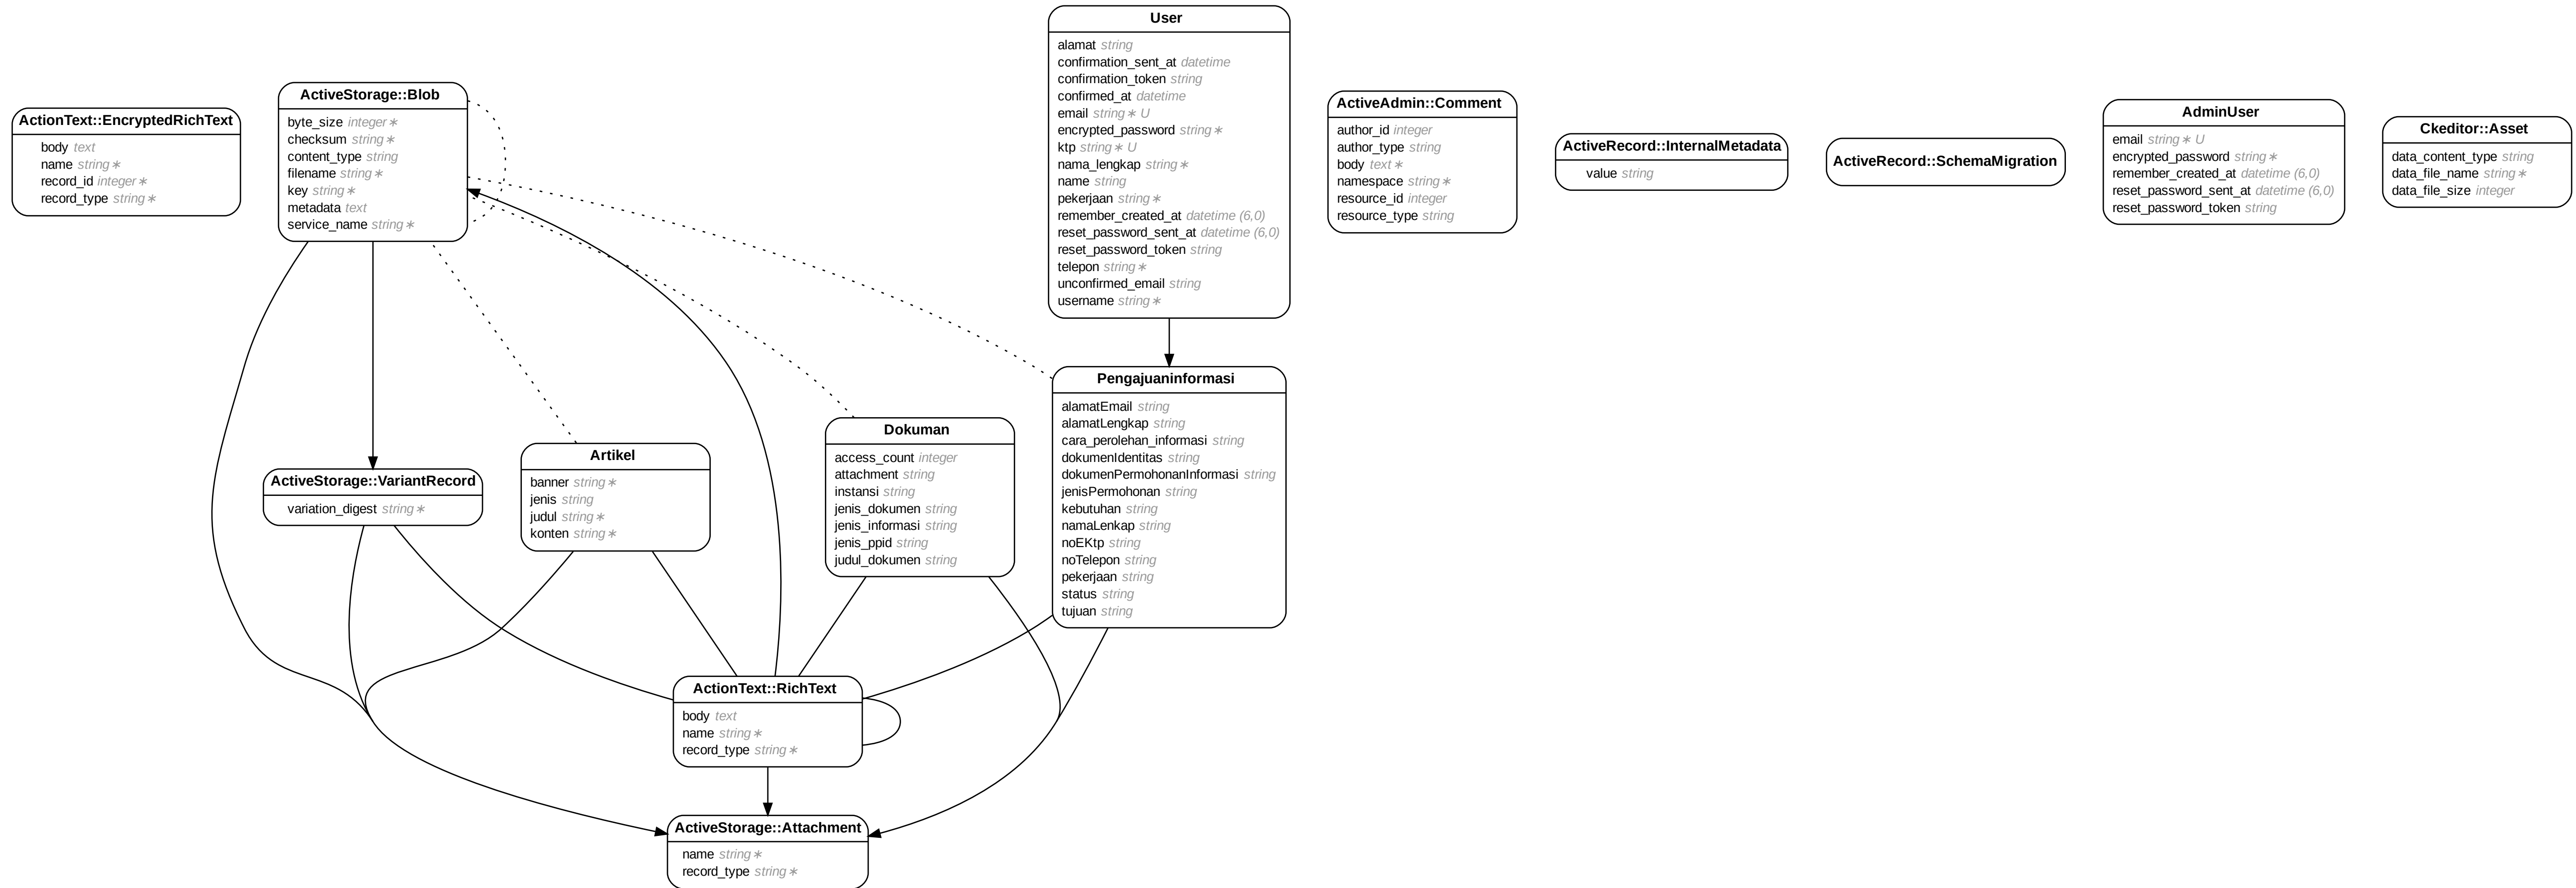 ActionText::EncryptedRichText
body text
name string∗
record_id integer∗
record_type string∗
ActiveStorage::Blob
byte_size integer∗
checksum string∗
content_type string
filename string∗
key string∗
metadata text
service_name string∗
User
alamat string
confirmation_sent_at datetime
confirmation_token string
confirmed_at datetime
email string∗ U
encrypted_password string∗
ktp string∗ U
nama_lengkap string∗
name string
pekerjaan string∗
remember_created_at datetime (6,0)
reset_password_sent_at datetime (6,0)
reset_password_token string
telepon string∗
unconfirmed_email string
username string∗
ActiveAdmin::Comment
author_id integer
author_type string
body text∗
namespace string∗
resource_id integer
resource_type string
ActiveRecord::InternalMetadata
value string
ActiveRecord::SchemaMigration
AdminUser
email string∗ U
encrypted_password string∗
remember_created_at datetime (6,0)
reset_password_sent_at datetime (6,0)
reset_password_token string
Ckeditor::Asset
data_content_type string
data_file_name string∗
data_file_size integer
ActiveStorage::VariantRecord
variation_digest string∗
Artikel
banner string∗
jenis string
judul string∗
konten string∗
Dokuman
access_count integer
attachment string
instansi string
jenis_dokumen string
jenis_informasi string
jenis_ppid string
judul_dokumen string
Pengajuaninformasi
alamatEmail string
alamatLengkap string
cara_perolehan_informasi string
dokumenIdentitas string
dokumenPermohonanInformasi string
jenisPermohonan string
kebutuhan string
namaLenkap string
noEKtp string
noTelepon string
pekerjaan string
status string
tujuan string
ActionText::RichText
body text
name string∗
record_type string∗
ActiveStorage::Attachment
name string∗
record_type string∗